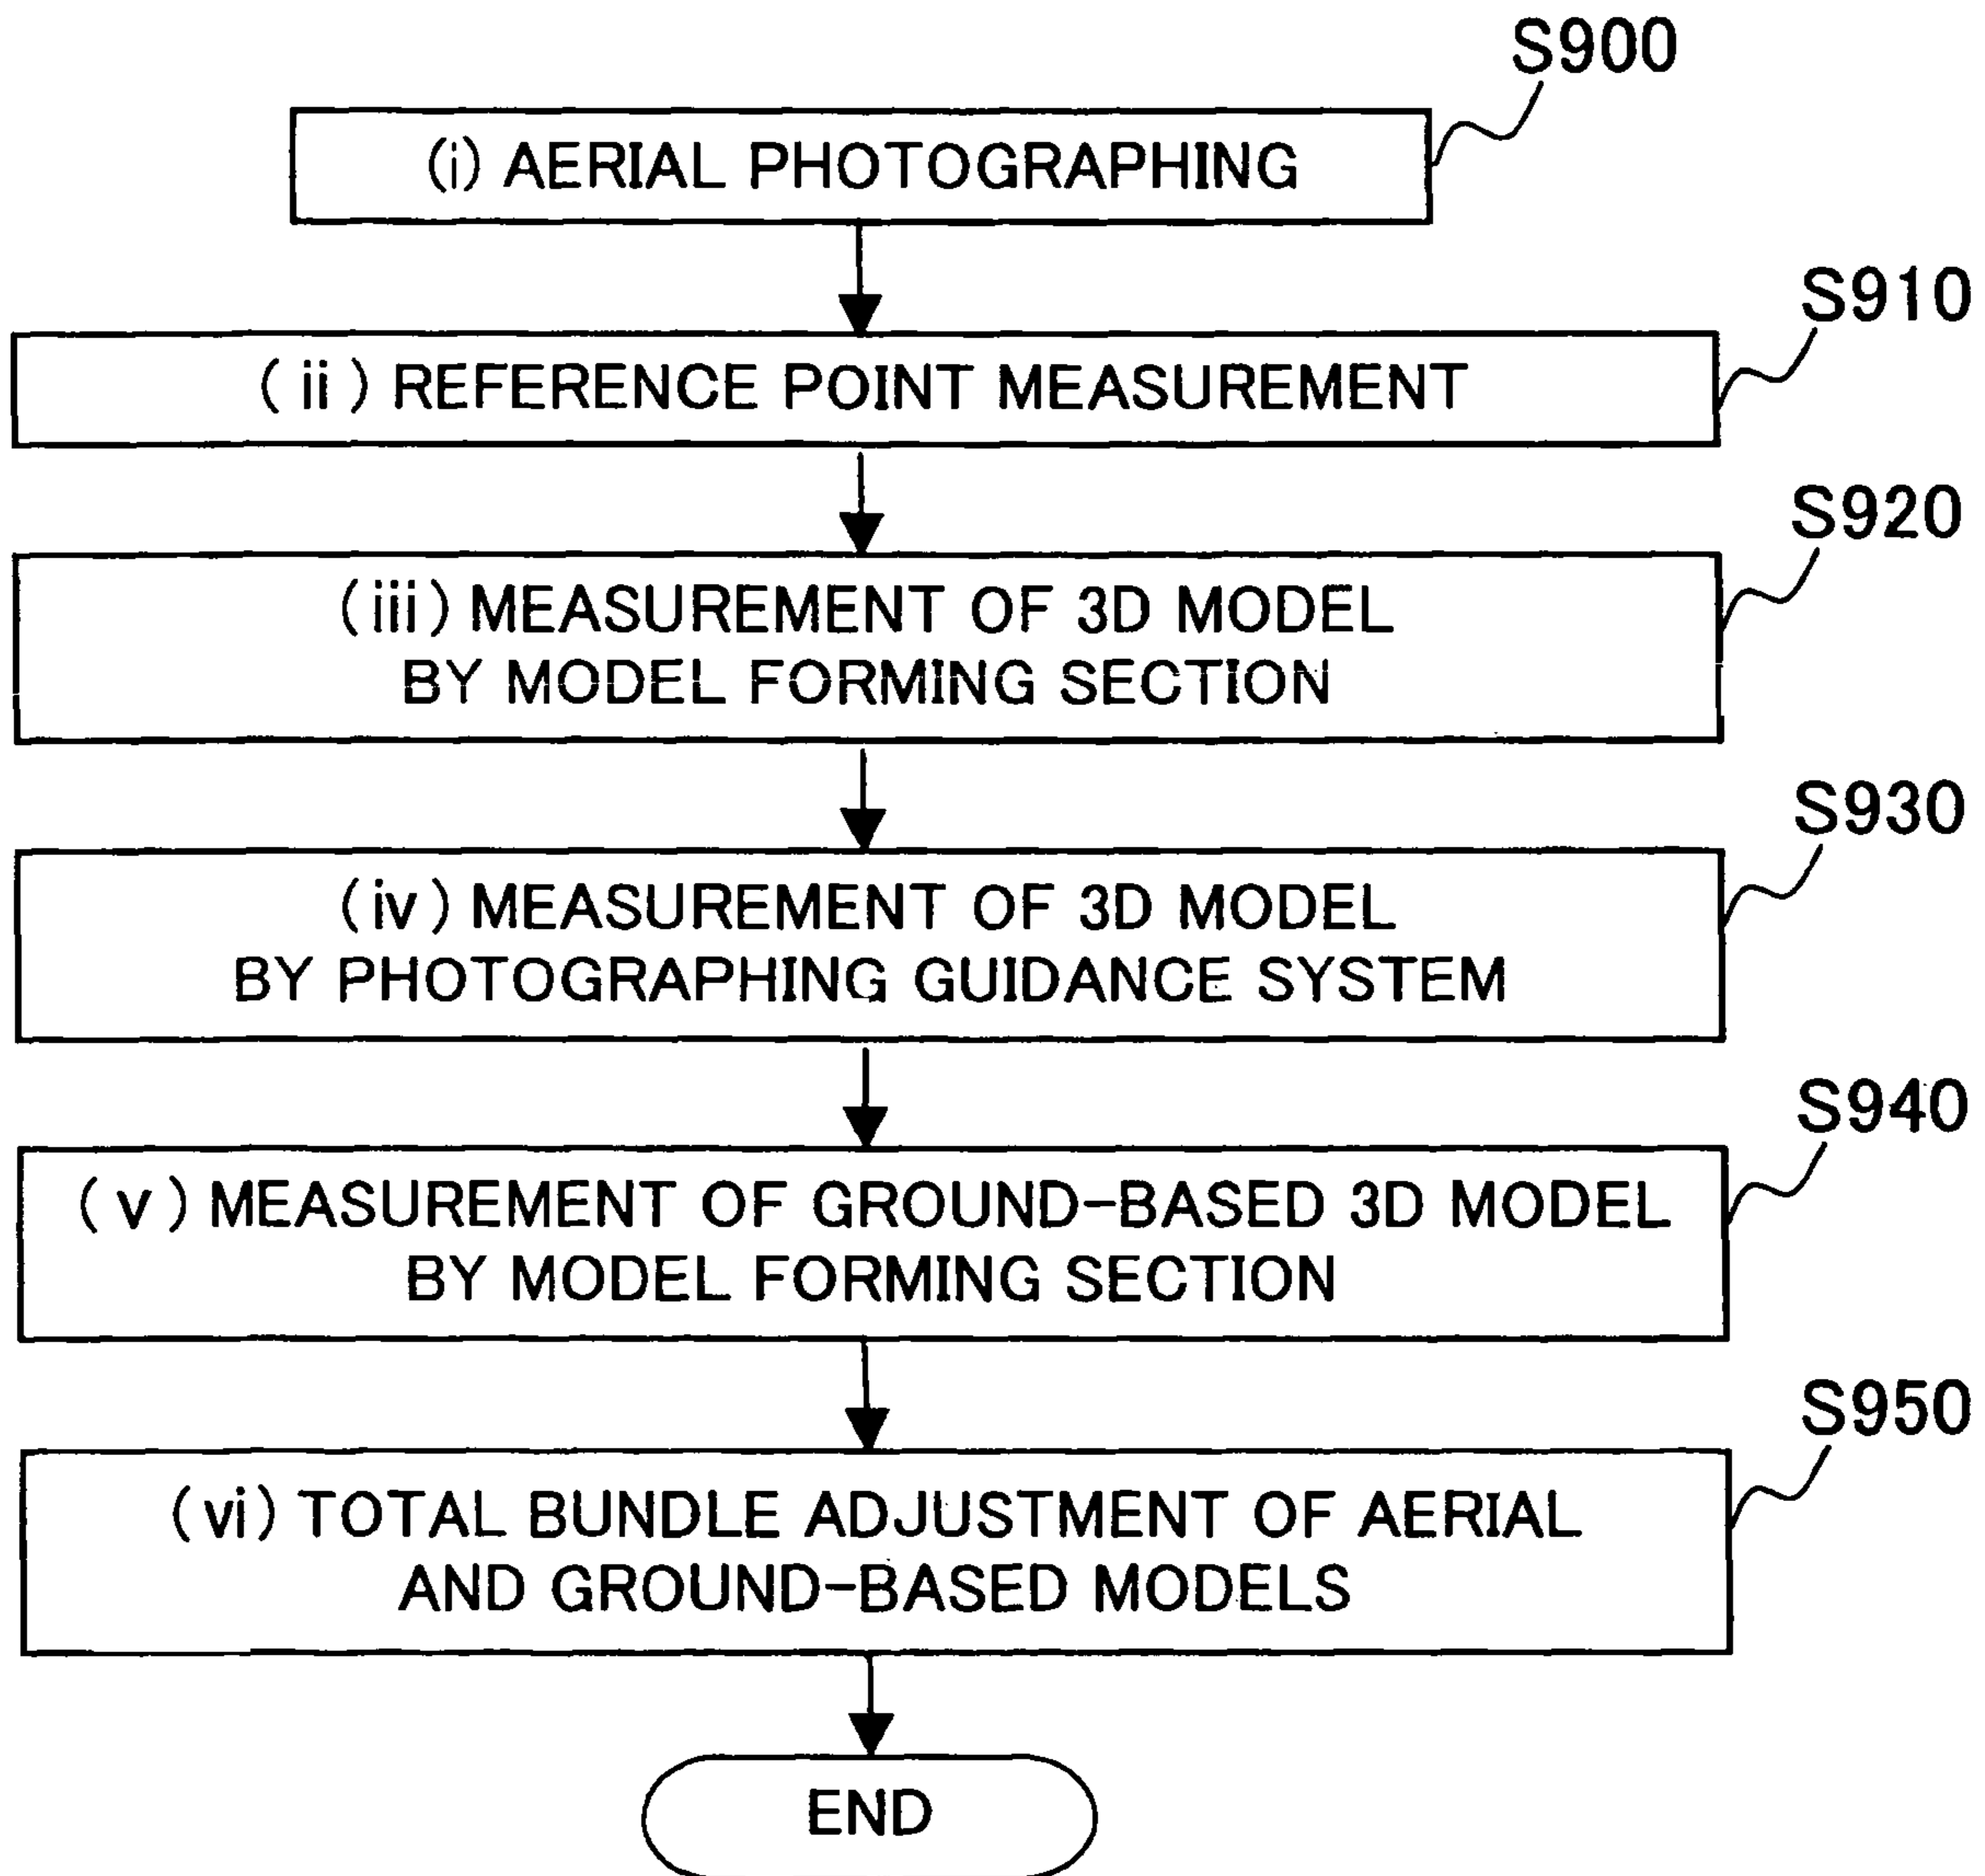 S900
(i) AERIAL PHOTOGRAPHING
S910
(ii) REFERENCE POINT MEASUREMENT
S920
(iii) MEASUREMENT OF 3D MODEL
BY MODEL FORMING SECTION
S930
(iv) MEASUREMENT OF 3D MODEL
BY PHOTOGRAPHING GUIDANCE SYSTEM
S940
(v) MEASUREMENT OF GROUND-BASED 3D MODEL
BY MODEL FORMING SECTION
S950
(vi) TOTAL BUNDLE ADJUSTMENT OF AERIAL
AND GROUND-BASED MODELS
END